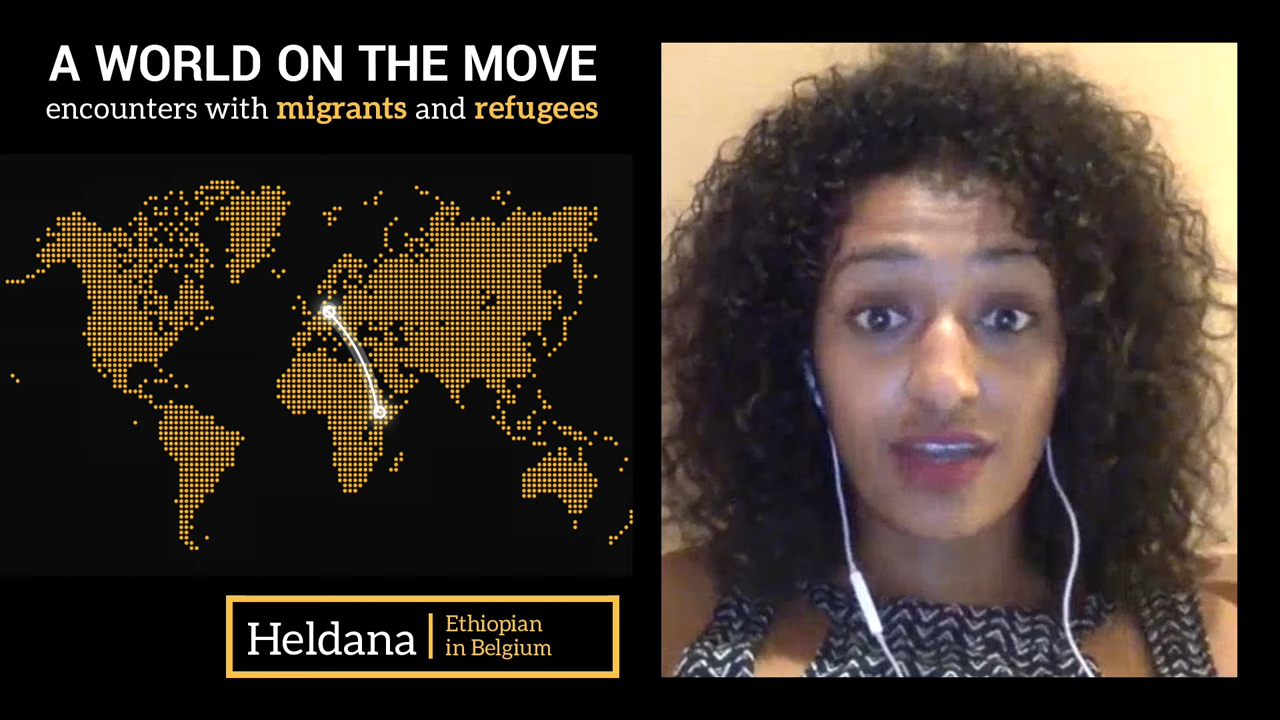 A WORLD ON THE MOVE
encounters with migrants and refugees
Heldana
Ethiopian
in Belgium